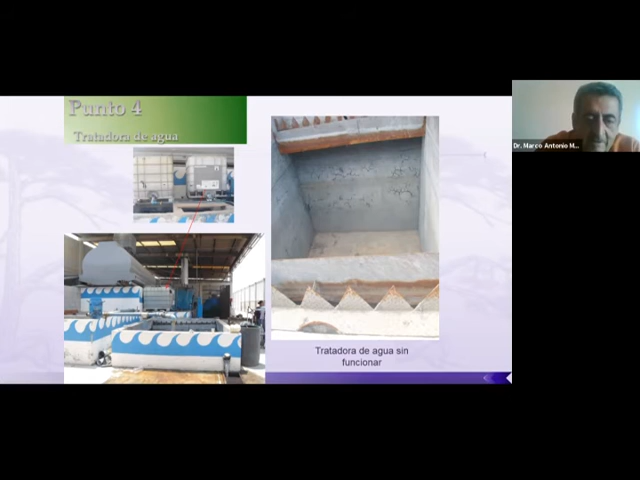 Punto 4
Tratadora de agua
Tratadora de agua sin
funcionar
Dr. Marco Antonio M...